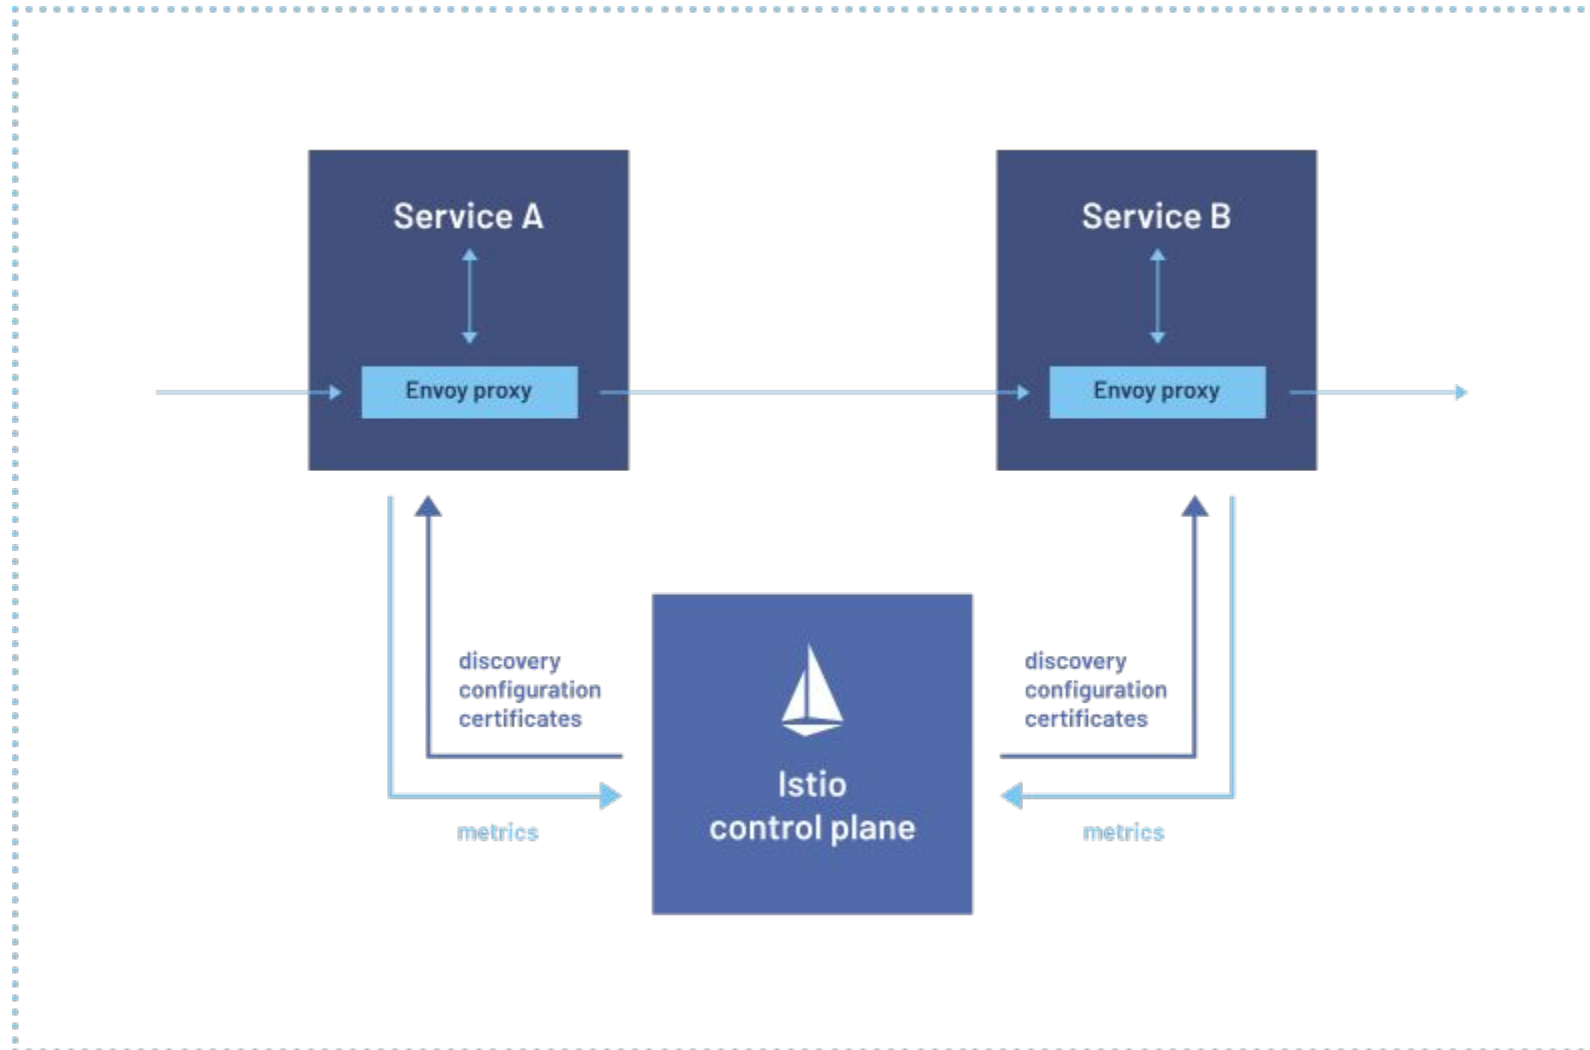 Service A
Service B
Envoy proxy
Envoy proxy
discovery
configuration
certificates
discovery
configuration
certificates
Istio
control plane
metrics
metrics